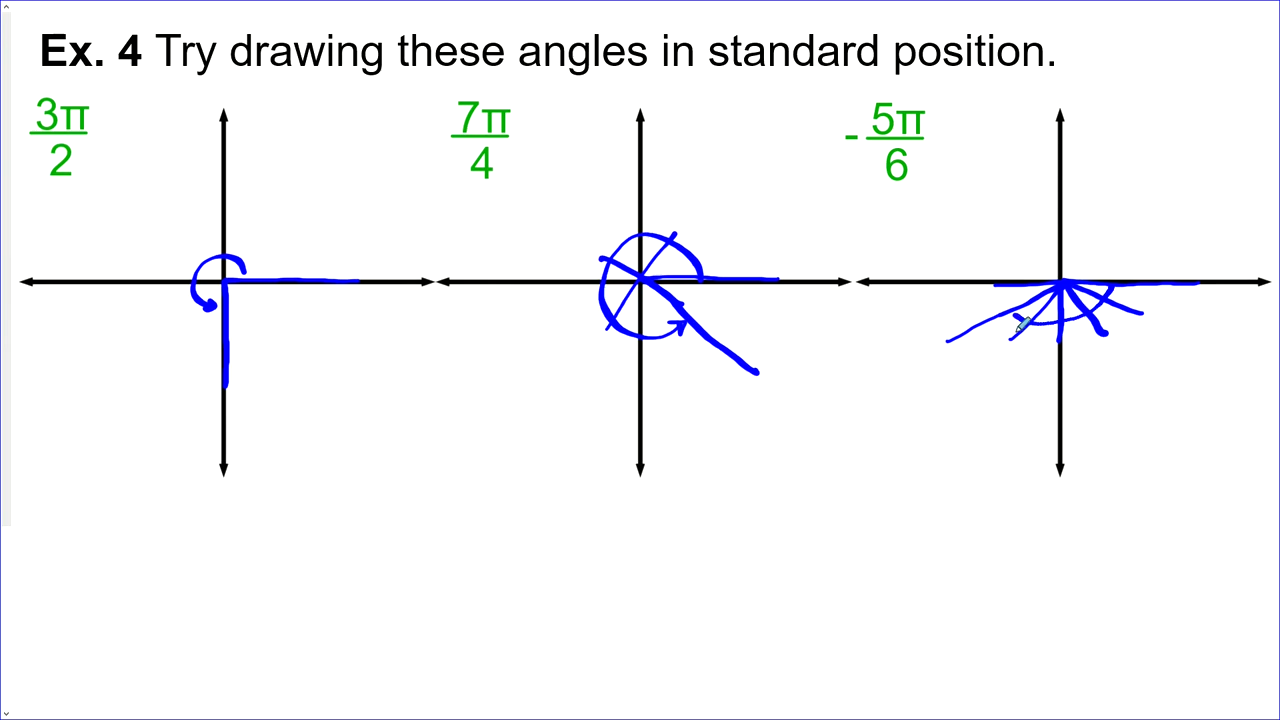 Ex. 4 Try drawing these angles in standard position.
3π
2
7π
4
- 5π
6